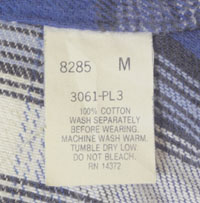 8285 M
3061-PL3
100% COTTON
WASH SEPARATELY
BEFORE WEARING.
MACHINE WASH WARM.
TUMBLE DRY LOW.
DO NOT BLEACH.
RN 14372